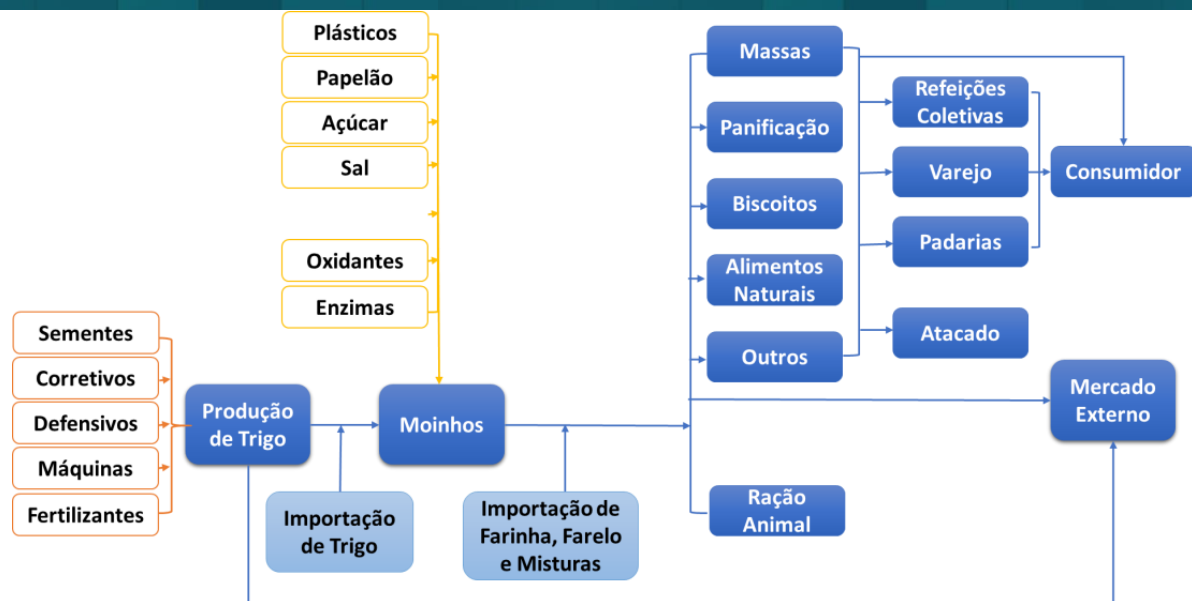 Plásticos
Papelão
Açúcar
Sal
Oxidantes
Enzimas
Sementes
Corretivos
Defensivos
Máquinas
Fertilizantes
Produção
de Trigo
Importação
de Trigo
Moinhos
Importação de
Farinha, Farelo
e Misturas
Massas
Panificação
Biscoitos
Alimentos
Naturais
Outros
Ração
Animal
Refeições
Coletivas
Varejo
Padarias
Atacado
Consumidor
Mercado
Externo